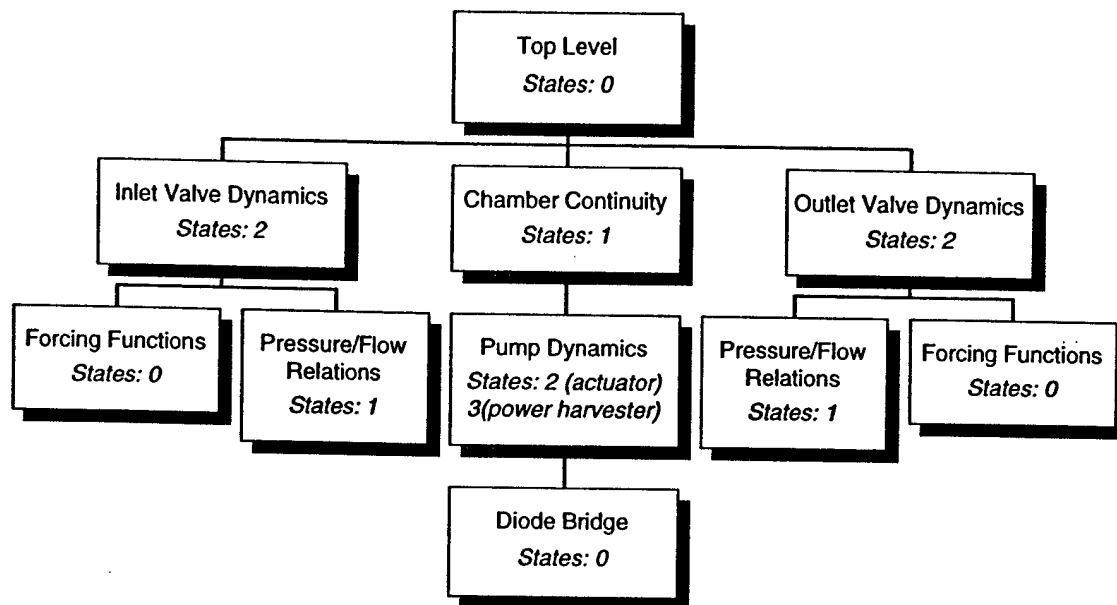 Top Level
States: 0
Inlet Valve Dynamics
States: 2
Chamber Continuity
States: 1
Outlet Valve Dynamics
States: 2
Forcing Functions
States: 0
Pressure/Flow
Relations
States: 1
Pump Dynamics
States: 2 (actuator)
3(power harvester)
Pressure/Flow
Relations
States: 1
Forcing Functions
States: 0
Diode Bridge
States: 0